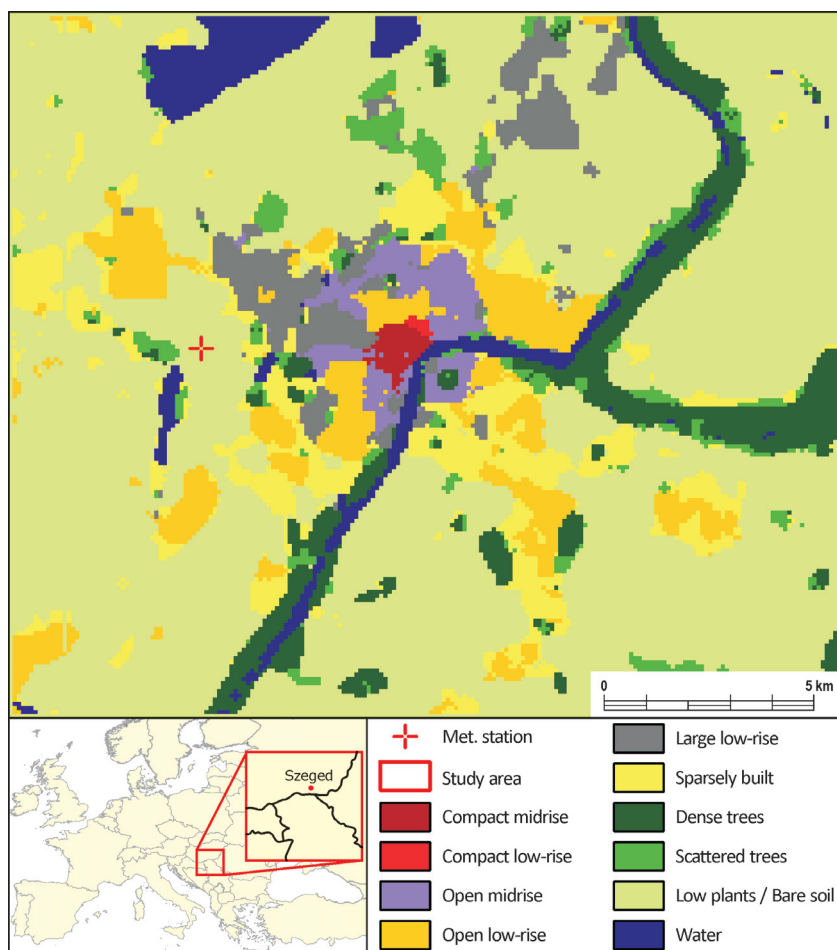 0 5 km
Szeged
Met. station
Study area
Compact midrise
Compact low-rise
Open midrise
Open low-rise
Large low-rise
Sparsely built
Dense trees
Scattered trees
Low plants / Bare soil
Water